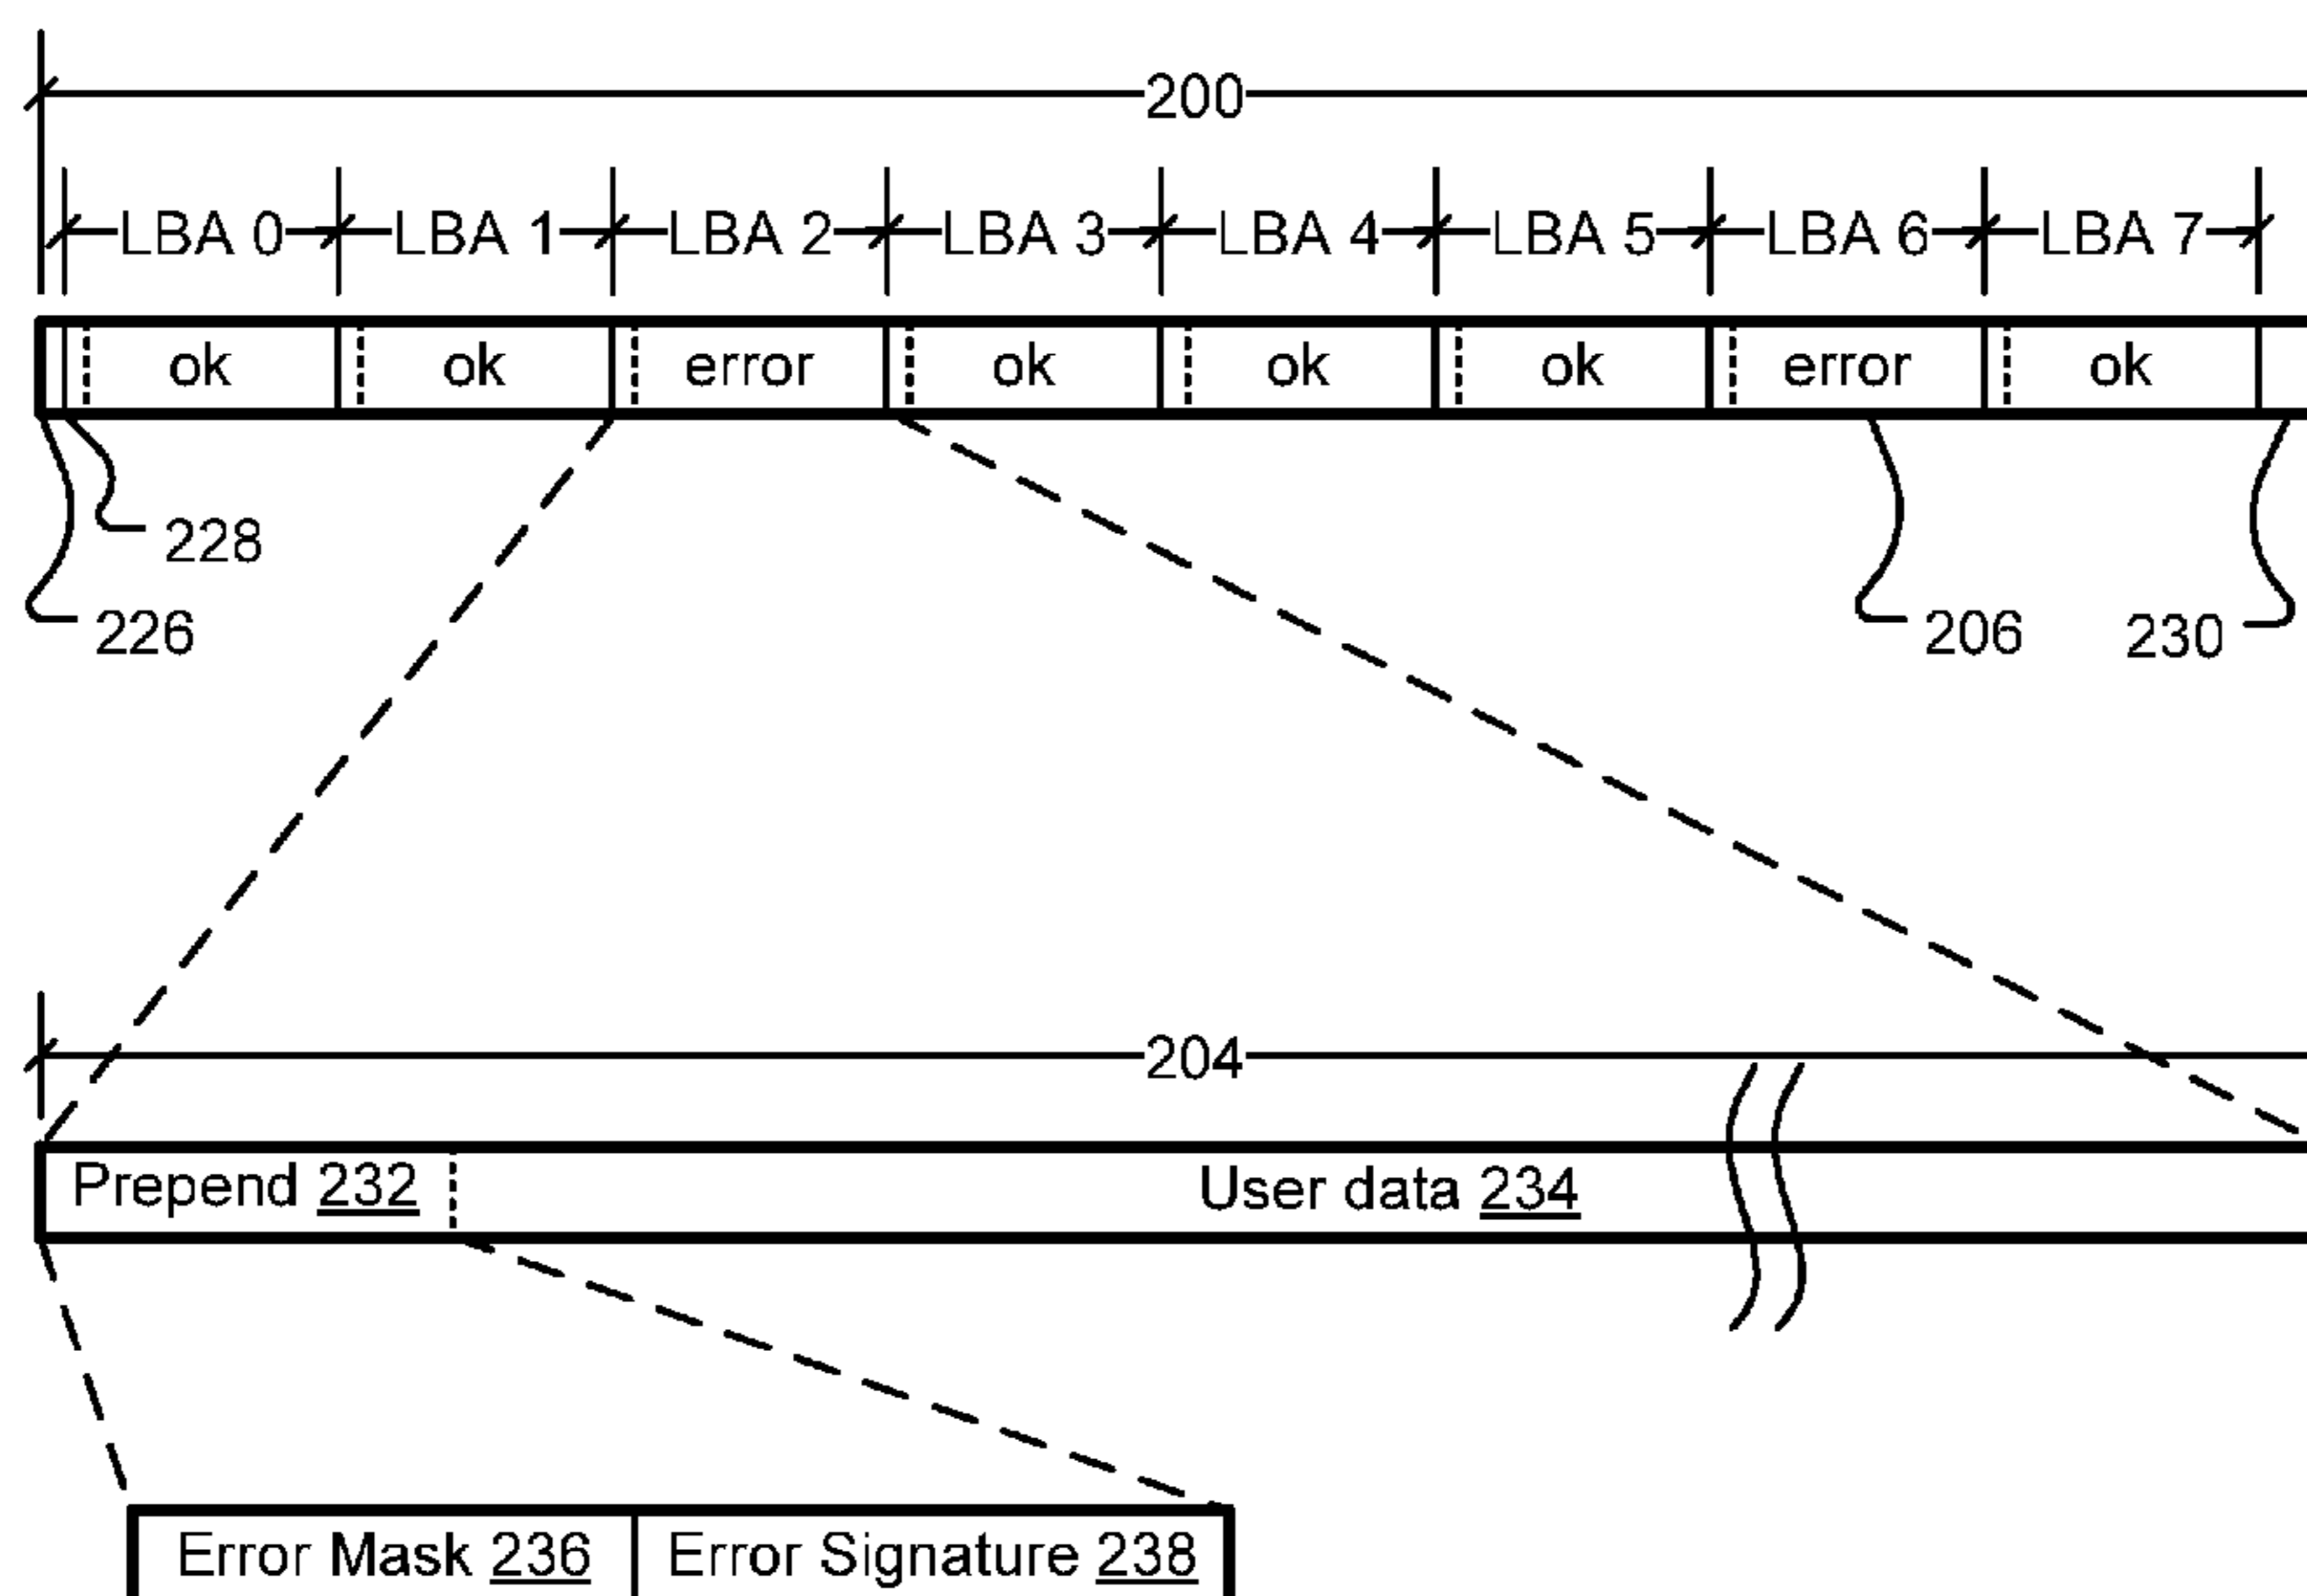 200
LBA 0 LBA 1 LBA 2 LBA 3 LBA 4 LBA 5 LBA 6 LBA 7
ok ok error ok ok ok error ok
228
226 206 230
204
Prepend 232 User data 234
Error Mask 236 Error Signature 238